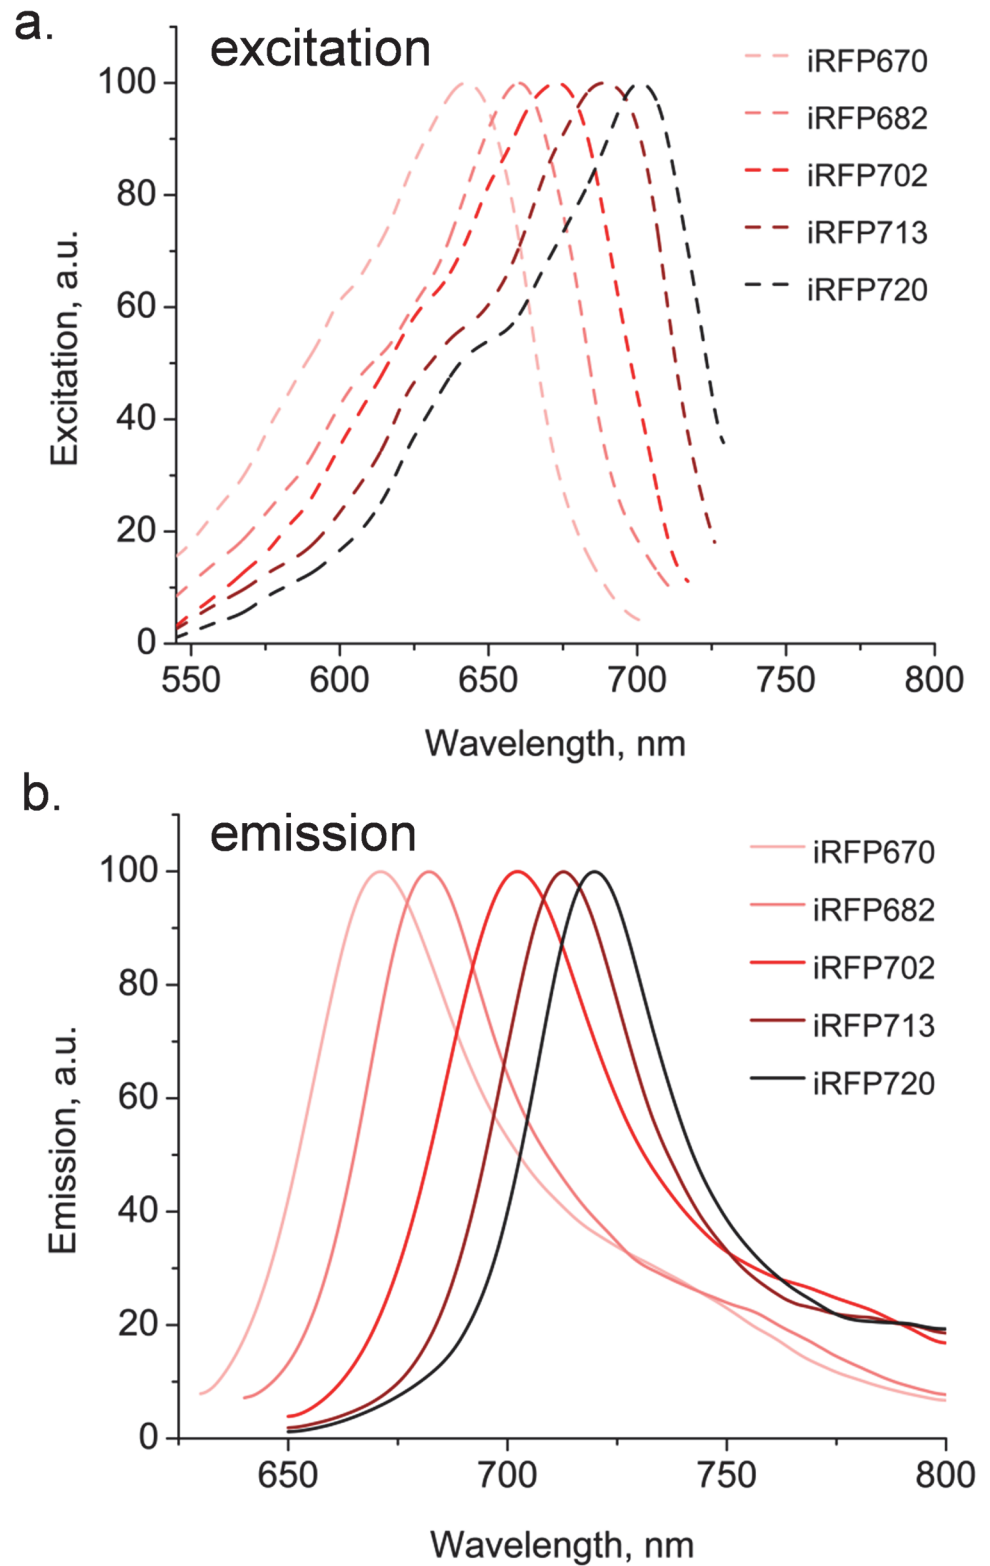 a.
excitation
iRFP670
iRFP682
iRFP702
iRFP713
iRFP720
100
80
60
40
20
0
Excitation, a.u.
550 600 650 700 750 800
Wavelength, nm
b.
emission
iRFP670
iRFP682
iRFP702
iRFP713
iRFP720
100
80
60
40
20
0
Emission, a.u.
650 700 750 800
Wavelength, nm